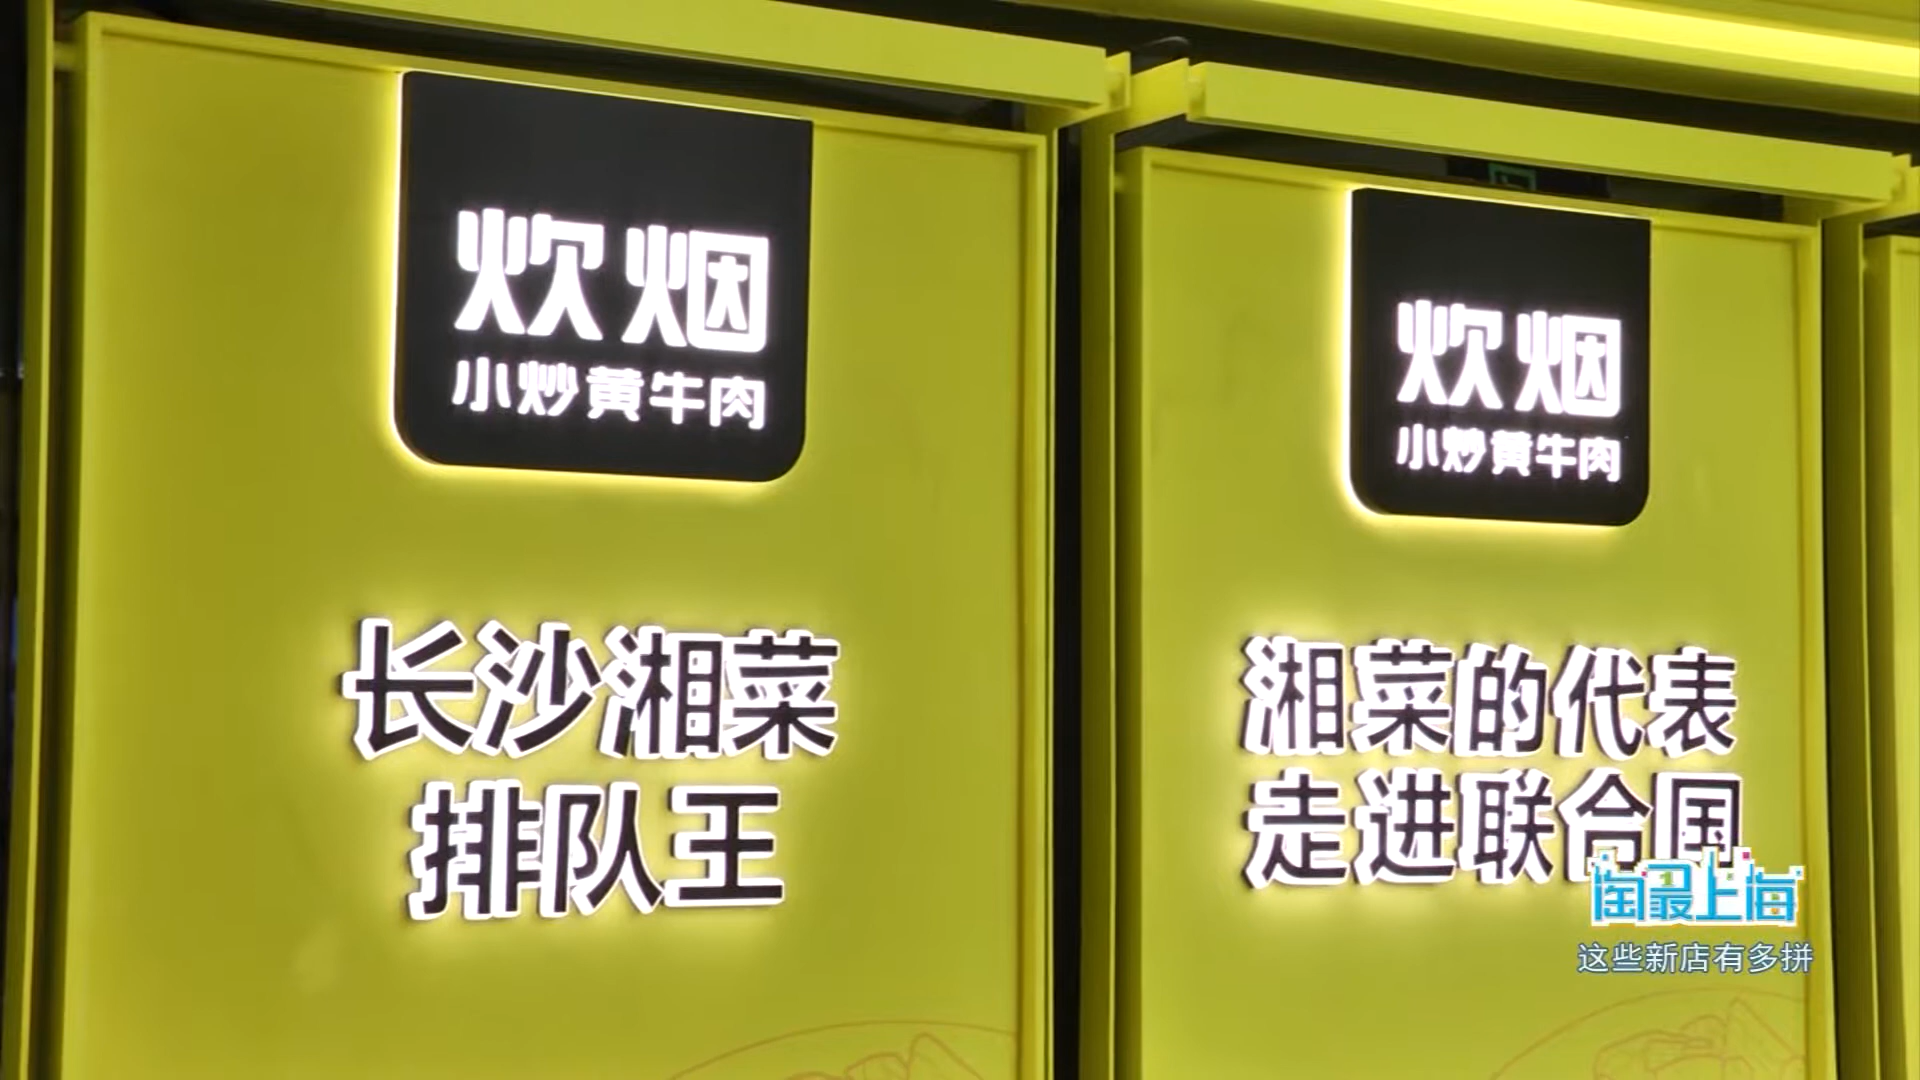 炊烟
小炒黄牛肉
长沙湘菜
排队王
炊烟
小炒黄牛肉
湘菜的代表
走进联合国
淘最上海
这些新店有多拼